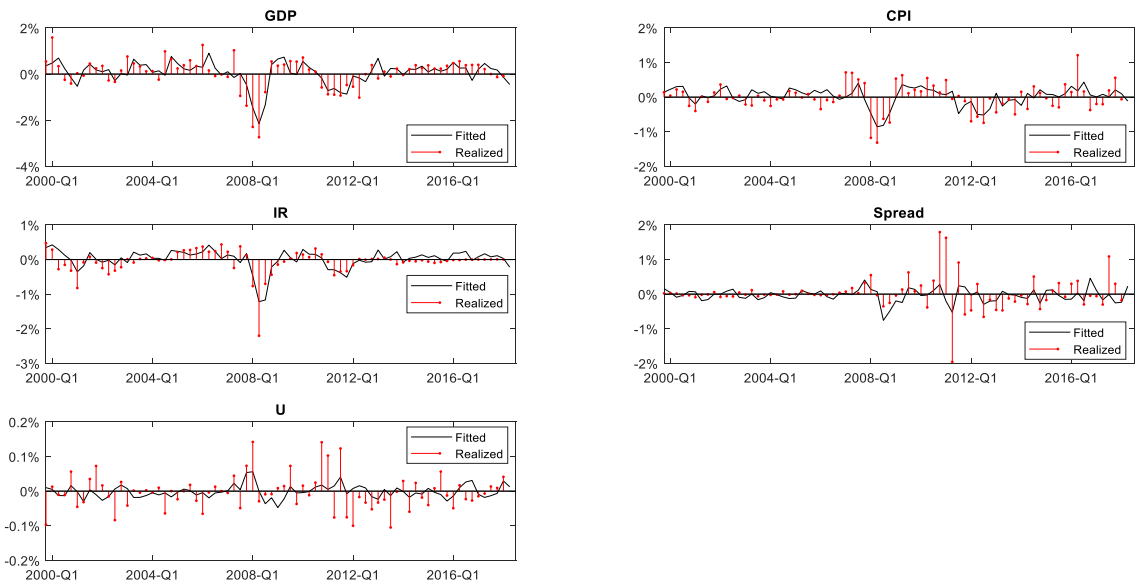 GDP
2%
0%
-2%
-4%
Fitted
Realized
2000-Q1 2004-Q1 2008-Q1 2012-Q1 2016-Q1
CPI
2%
1%
0%
-1%
-2%
Fitted
Realized
2000-Q1 2004-Q1 2008-Q1 2012-Q1 2016-Q1
IR
1%
0%
-1%
-2%
-3%
Fitted
Realized
2000-Q1 2004-Q1 2008-Q1 2012-Q1 2016-Q1
Spread
2%
1%
0%
-1%
-2%
Fitted
Realized
2000-Q1 2004-Q1 2008-Q1 2012-Q1 2016-Q1
U
0.2%
0.1%
0%
-0.1%
-0.2%
Fitted
Realized
2000-Q1 2004-Q1 2008-Q1 2012-Q1 2016-Q1